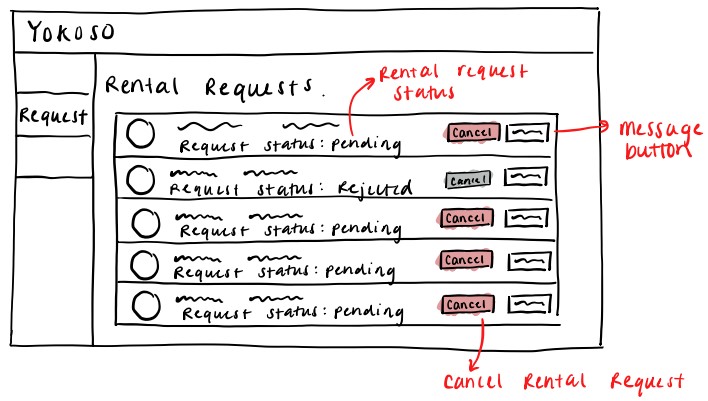 Yokoso
Rental Requests.
Rental request
status
Request
Cancel
Request status: pending
message
button
Cancel
Request status: Rejected
Cancel
Request status: pending
Cancel
Request status: pending
Cancel
Request status: pending
Cancel Rental Request